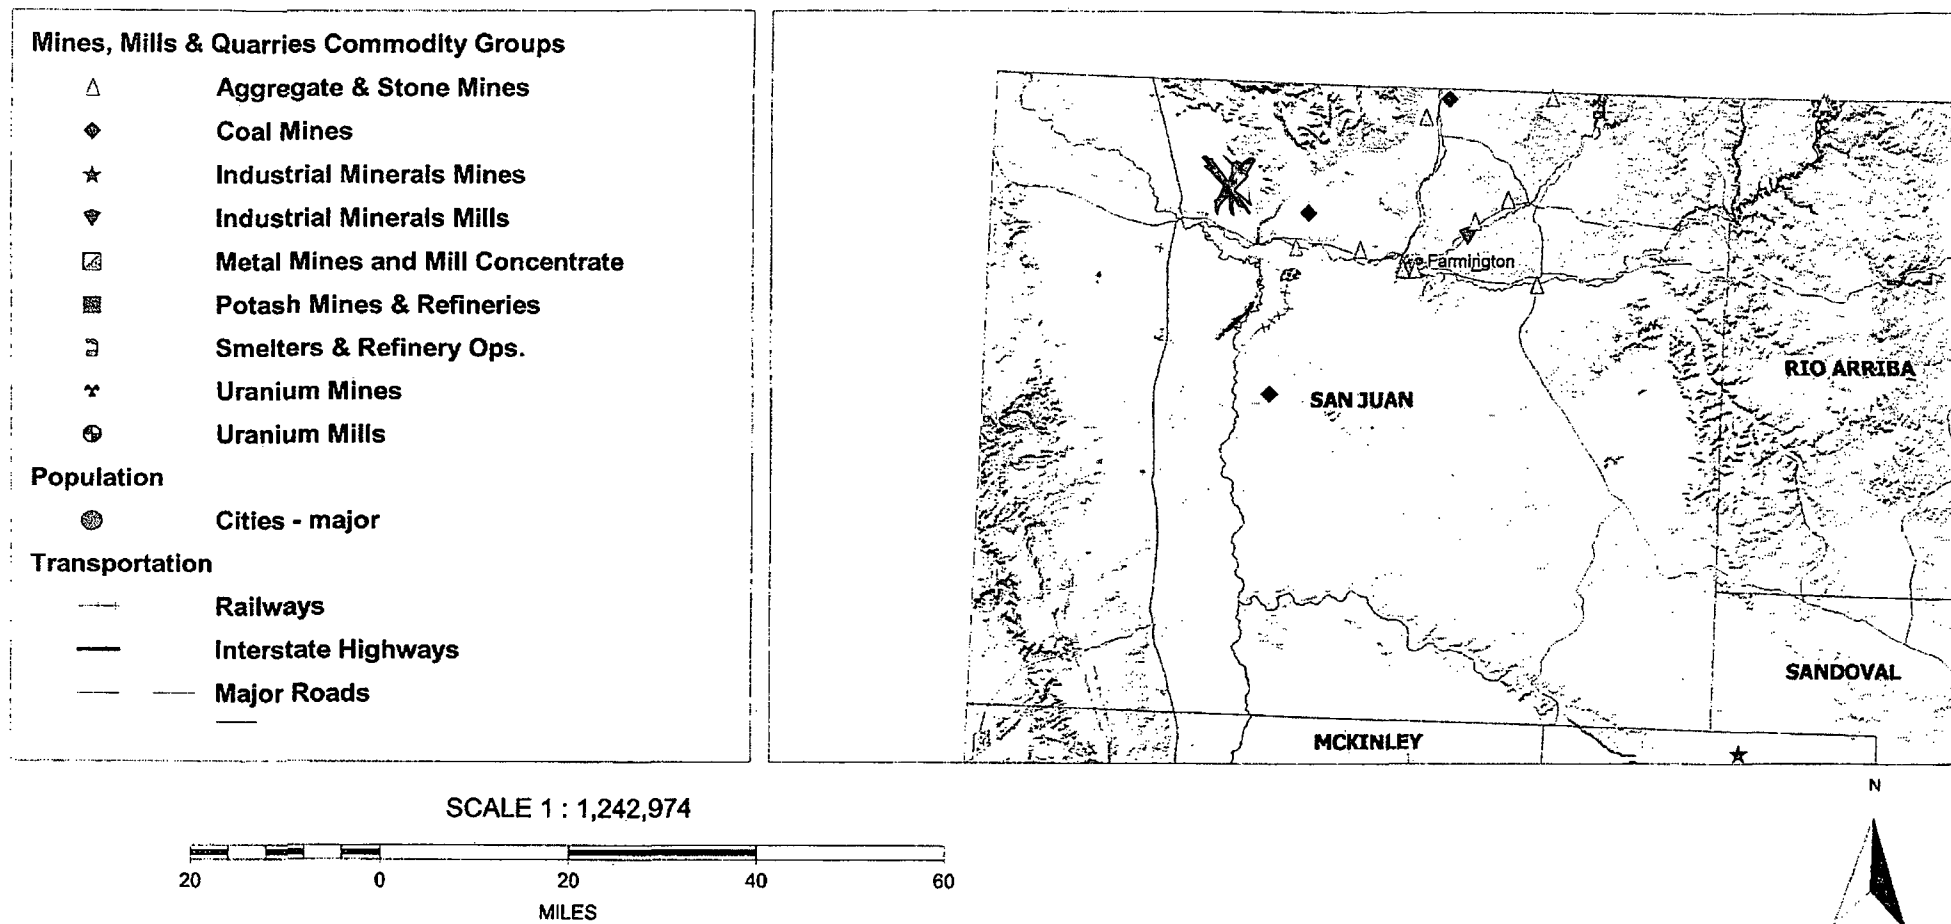 Mines, Mills & Quarries Commodity Groups
Aggregate & Stone Mines
Coal Mines
Industrial Minerals Mines
Industrial Minerals Mills
Metal Mines and Mill Concentrate
Potash Mines & Refineries
Smelters & Refinery Ops.
Uranium Mines
Uranium Mills
Population
Cities - major
Transportation
Railways
Interstate Highways
Major Roads
Farmington
RIO ARRIBA
SAN JUAN
SANDOVAL
MCKINLEY
N
SCALE 1 : 1,242,974
20 0 20 40 60
MILES